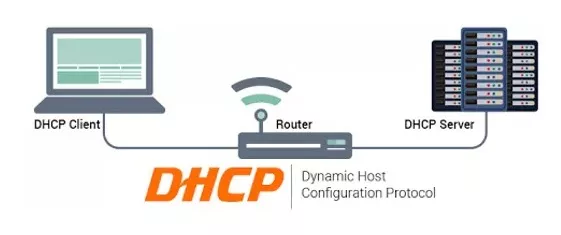 DHCP Client
Router
DHCP Server
DHCP
Dynamic Host
Configuration Protocol